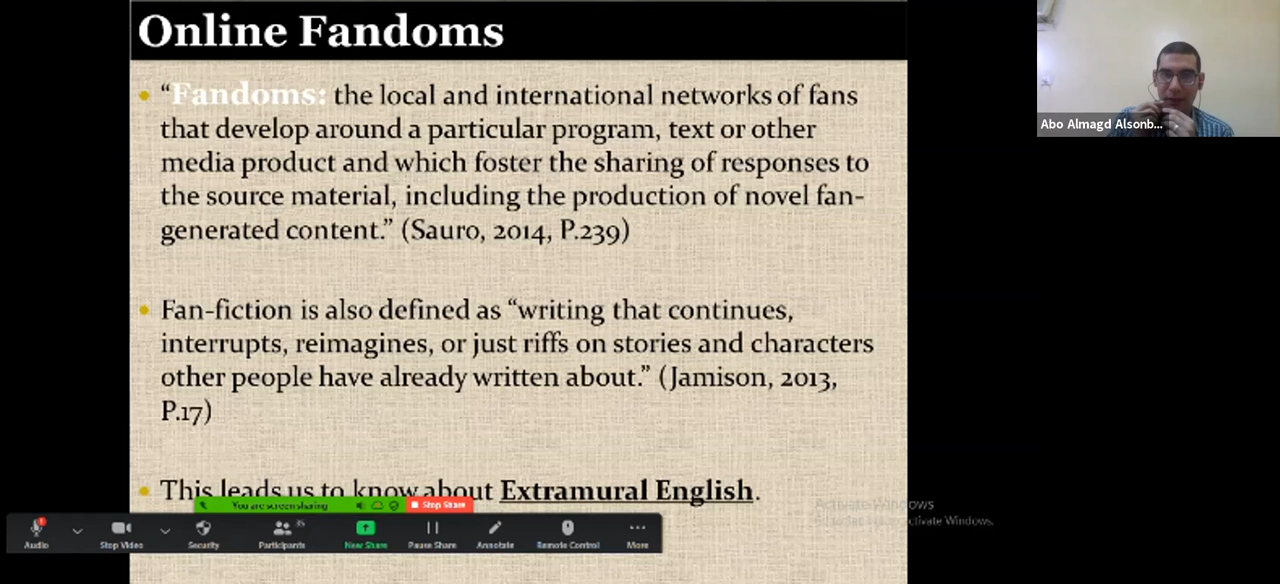 Online Fandoms
“Fandoms: the local and international networks of fans
that develop around a particular program, text or other
media product and which foster the sharing of responses to
the source material, including the production of novel fan-
generated content.” (Sauro, 2014, P.239)
Fan-fiction is also defined as “writing that continues,
interrupts, reimagines, or just riffs on stories and characters
other people have already written about.” (Jamison, 2013,
P.17)
This leads us to know about Extramural English.
You are screen sharing Stop Share
Audio Stop Video Security Participants New Share Pause Share Annotate Remote Control More
Abo Almagd Alsonb...
Activate Windows
activate Windows.